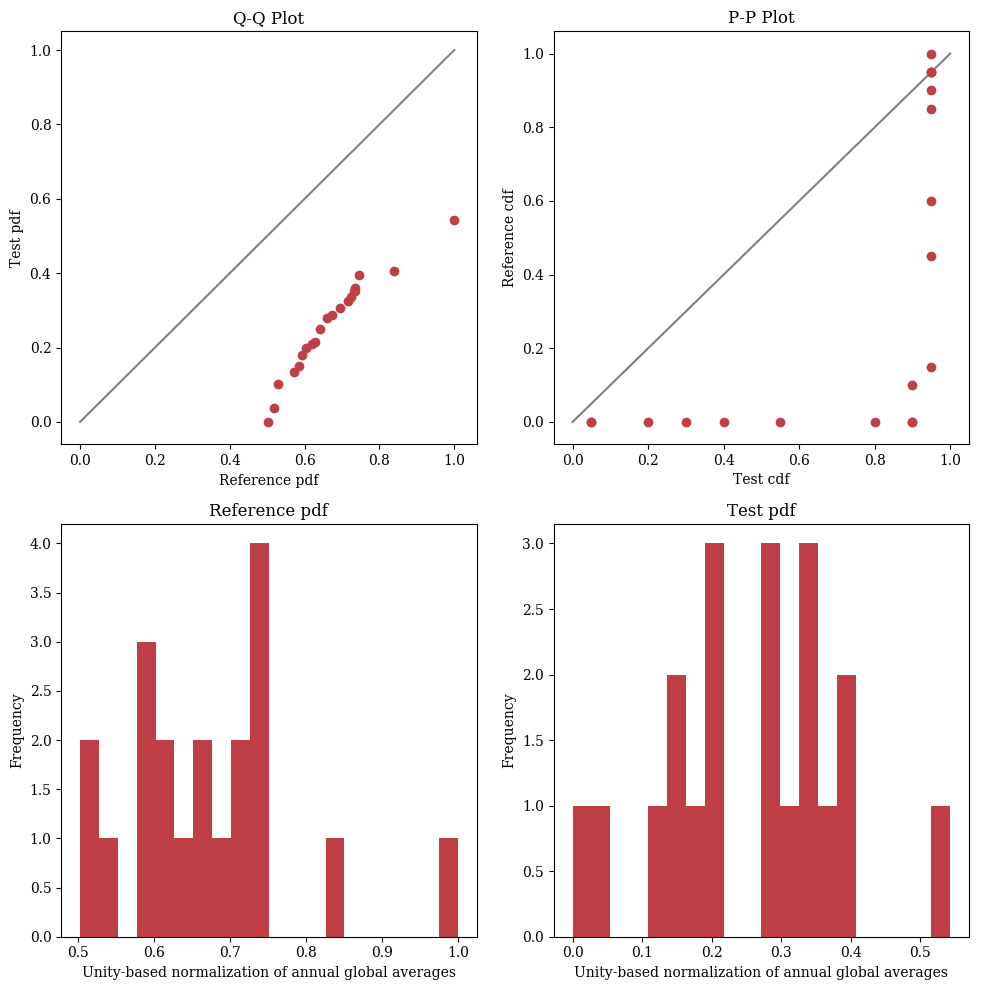 Q-Q Plot
1.0
0.8
0.6
0.4
0.2
0.0
Test pdf
0.0 0.2 0.4 0.6 0.8 1.0
Reference pdf
P-P Plot
1.0
0.8
0.6
0.4
0.2
0.0
Reference cdf
0.0 0.2 0.4 0.6 0.8 1.0
Test cdf
Reference pdf
4.0
3.5
3.0
2.5
2.0
1.5
1.0
0.5
0.0
Frequency
0.5 0.6 0.7 0.8 0.9 1.0
Unity-based normalization of annual global averages
Test pdf
3.0
2.5
2.0
1.5
1.0
0.5
0.0
Frequency
0.0 0.1 0.2 0.3 0.4 0.5
Unity-based normalization of annual global averages